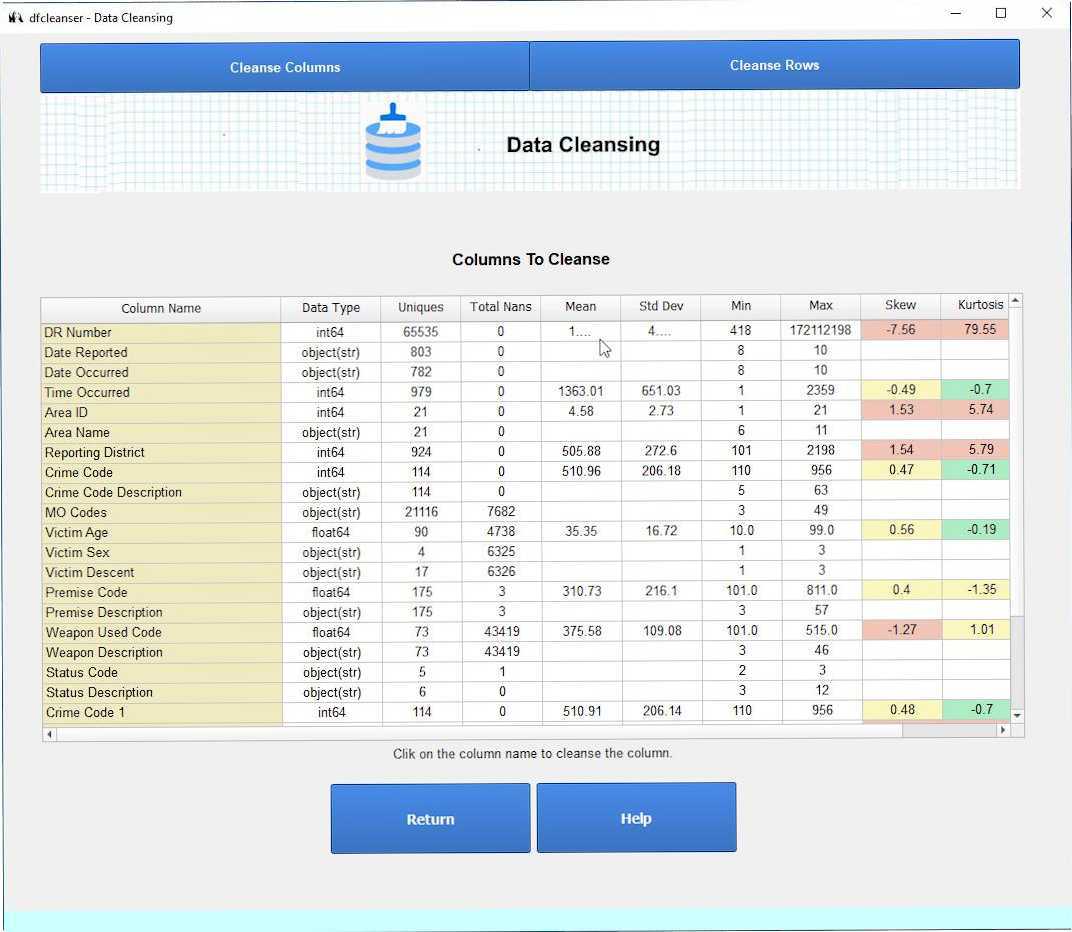 dfcleanser - Data Cleansing
Cleanse Columns Cleanse Rows
Data Cleansing
Columns To Cleanse
Column Name Data Type Uniques Total Nans Mean Std Dev Min Max Skew Kurtosis
DR Number int64 65535 0 1.... 4.... 418 172112198 -7.56 79.55
Date Reported object(str) 803 0 8 10
Date Occurred object(str) 782 0 8 10
Time Occurred int64 979 0 1363.01 651.03 1 2359 -0.49 -0.7
Area ID int64 21 0 4.58 2.73 1 21 1.53 5.74
Area Name object(str) 21 0 6 11
Reporting District int64 924 0 505.88 272.6 101 2198 1.54 5.79
Crime Code int64 114 0 510.96 206.18 110 956 0.47 -0.71
Crime Code Description object(str) 114 0 5 63
MO Codes object(str) 21116 7682 3 49
Victim Age float64 90 4738 35.35 16.72 10.0 99.0 0.56 -0.19
Victim Sex object(str) 4 6325 1 3
Victim Descent object(str) 17 6326 1 3
Premise Code float64 175 3 310.73 216.1 101.0 811.0 0.4 -1.35
Premise Description object(str) 175 3 3 57
Weapon Used Code float64 73 43419 375.58 109.08 101.0 515.0 -1.27 1.01
Weapon Description object(str) 73 43419 3 46
Status Code object(str) 5 1 2 3
Status Description object(str) 6 0 3 12
Crime Code 1 int64 114 0 510.91 206.14 110 956 0.48 -0.7
Clik on the column name to cleanse the column.
Return Help